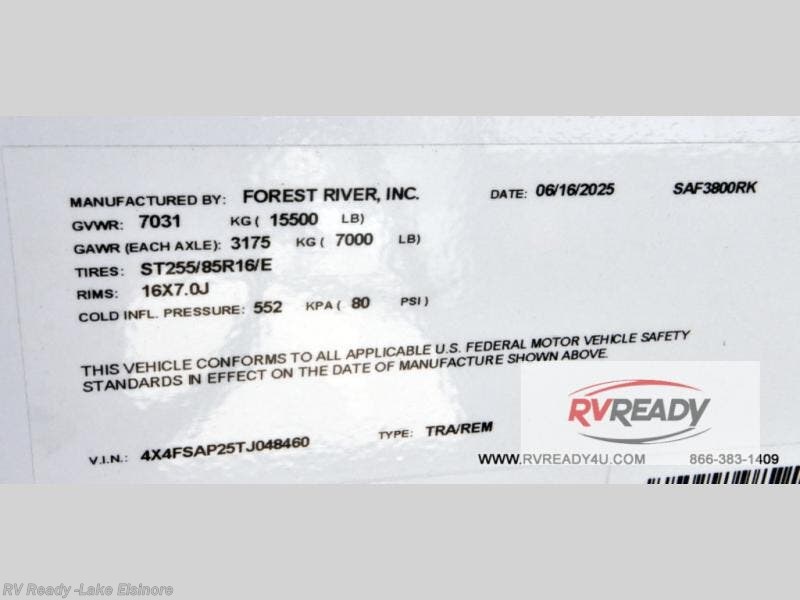 MANUFACTURED BY: FOREST RIVER, INC. DATE: 06/16/2025 SAF3800RK
GVWR: 7031 KG ( 15500 LB)
GAWR (EACH AXLE): 3175 KG ( 7000 LB)
TIRES: ST255/85R16/E
RIMS: 16X7.0J
COLD INFL. PRESSURE: 552 KPA ( 80 PSI )
THIS VEHICLE CONFORMS TO ALL APPLICABLE U.S. FEDERAL MOTOR VEHICLE SAFETY
STANDARDS IN EFFECT ON THE DATE OF MANUFACTURE SHOWN ABOVE.
V.I.N.: 4X4FSAP25TJ048460 TYPE: TRA/REM
RVREADY
WWW.RVREADY4U.COM 866-383-1409
RV Ready -Lake Elsinore